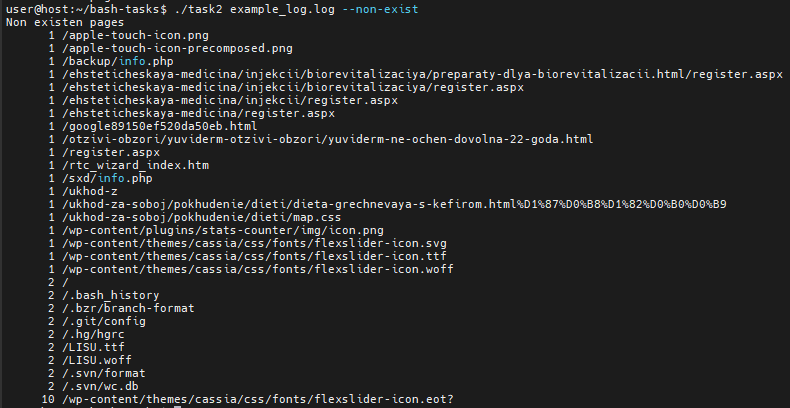 user@host:~/bash-tasks$ ./task2 example_log.log --non-exist
Non existen pages
1 /apple-touch-icon.png
1 /apple-touch-icon-precomposed.png
1 /backup/info.php
1 /ehsteticheskaya-medicina/injekcii/biorevitalizaciya/preparaty-dlya-biorevitalizacii.html/register.aspx
1 /ehsteticheskaya-medicina/injekcii/biorevitalizaciya/register.aspx
1 /ehsteticheskaya-medicina/injekcii/register.aspx
1 /ehsteticheskaya-medicina/register.aspx
1 /google89150ef520da50eb.html
1 /otzivi-obzori/yuviderm-otzivi-obzori/yuviderm-ne-ochen-dovolna-22-goda.html
1 /register.aspx
1 /rtc_wizard_index.htm
1 /sxd/info.php
1 /ukhod-z
1 /ukhod-za-soboj/pokhudenie/dieti/dieta-grechnevaya-s-kefirom.html%D1%87%D0%B8%D1%82%D0%B0%D0%B9
1 /ukhod-za-soboj/pokhudenie/dieti/map.css
1 /wp-content/plugins/stats-counter/img/icon.png
1 /wp-content/themes/cassia/css/fonts/flexslider-icon.svg
1 /wp-content/themes/cassia/css/fonts/flexslider-icon.ttf
1 /wp-content/themes/cassia/css/fonts/flexslider-icon.woff
2 /
2 /.bash_history
2 /.bzr/branch-format
2 /.git/config
2 /.hg/hgrc
2 /LISU.ttf
2 /LISU.woff
2 /.svn/format
2 /.svn/wc.db
10 /wp-content/themes/cassia/css/fonts/flexslider-icon.eot?